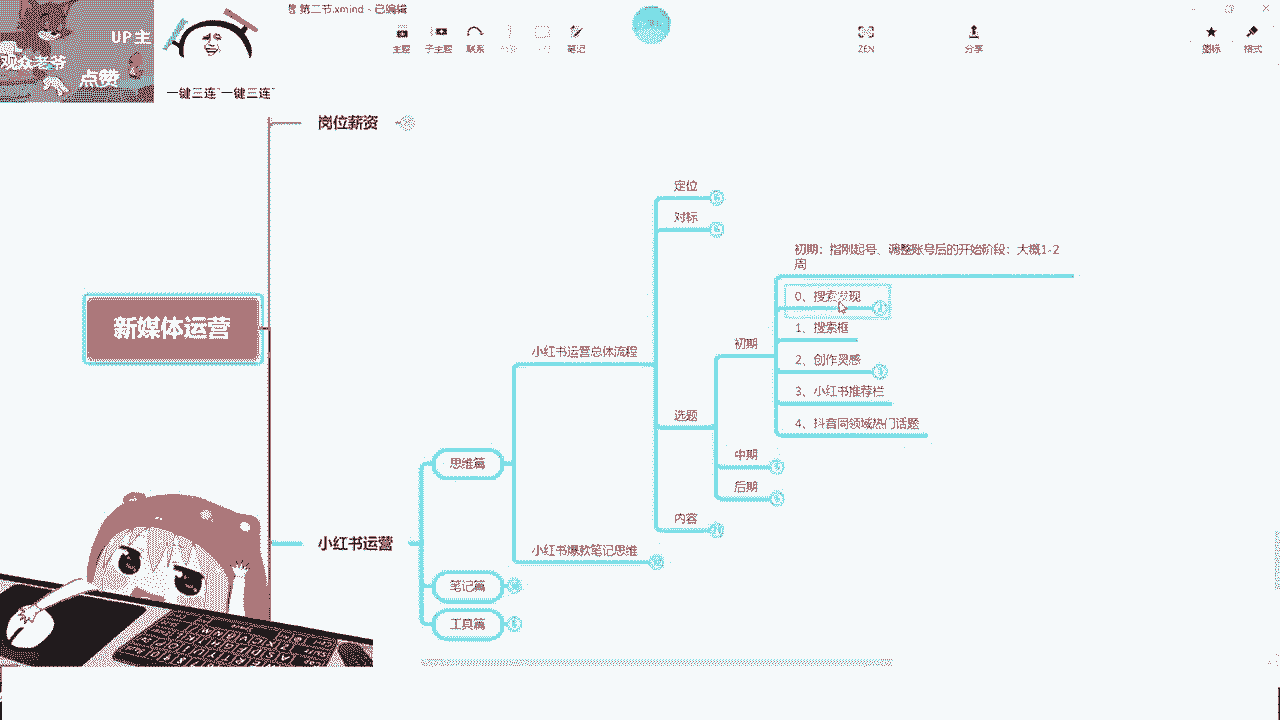 第二节.xmind - 已编辑
主题
子主题
联系
笔记
ZEN
分享
图标
格式
UP主
观众老爷
点赞
一键三连 一键三连
岗位薪资
定位
对标
初期：指刚起号、调整账号后的开始阶段：大概1-2
周
0、搜索发现
1、搜索框
2、创作灵感
3、小红书推荐栏
4、抖音同领域热门话题
初期
新媒体运营
小红书运营总体流程
选题
中期
思维篇
后期
内容
小红书运营
小红书爆款笔记思维
笔记篇
工具篇